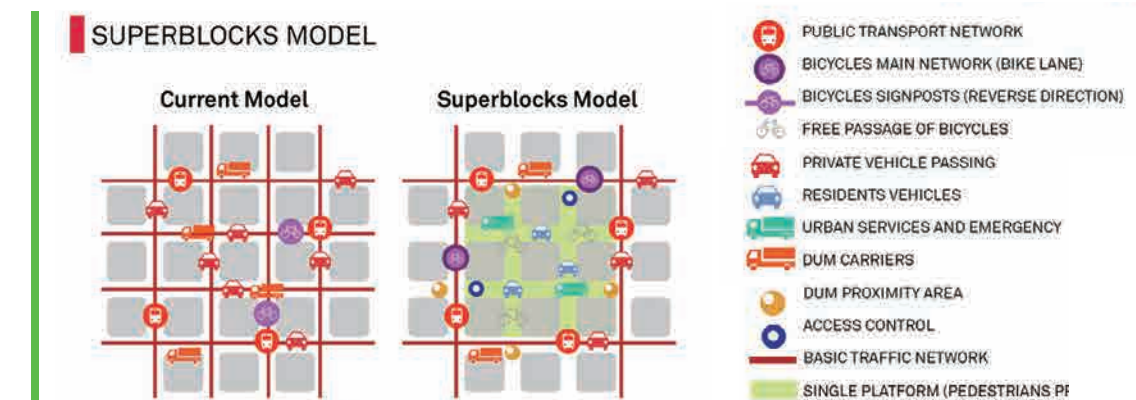 SUPERBLOCKS MODEL
Current Model
Superblocks Model
PUBLIC TRANSPORT NETWORK
BICYCLES MAIN NETWORK (BIKE LANE)
BICYCLES SIGNPOSTS (REVERSE DIRECTION)
FREE PASSAGE OF BICYCLES
PRIVATE VEHICLE PASSING
RESIDENTS VEHICLES
URBAN SERVICES AND EMERGENCY
DUM CARRIERS
DUM PROXIMITY AREA
ACCESS CONTROL
BASIC TRAFFIC NETWORK
SINGLE PLATFORM (PEDESTRIANS